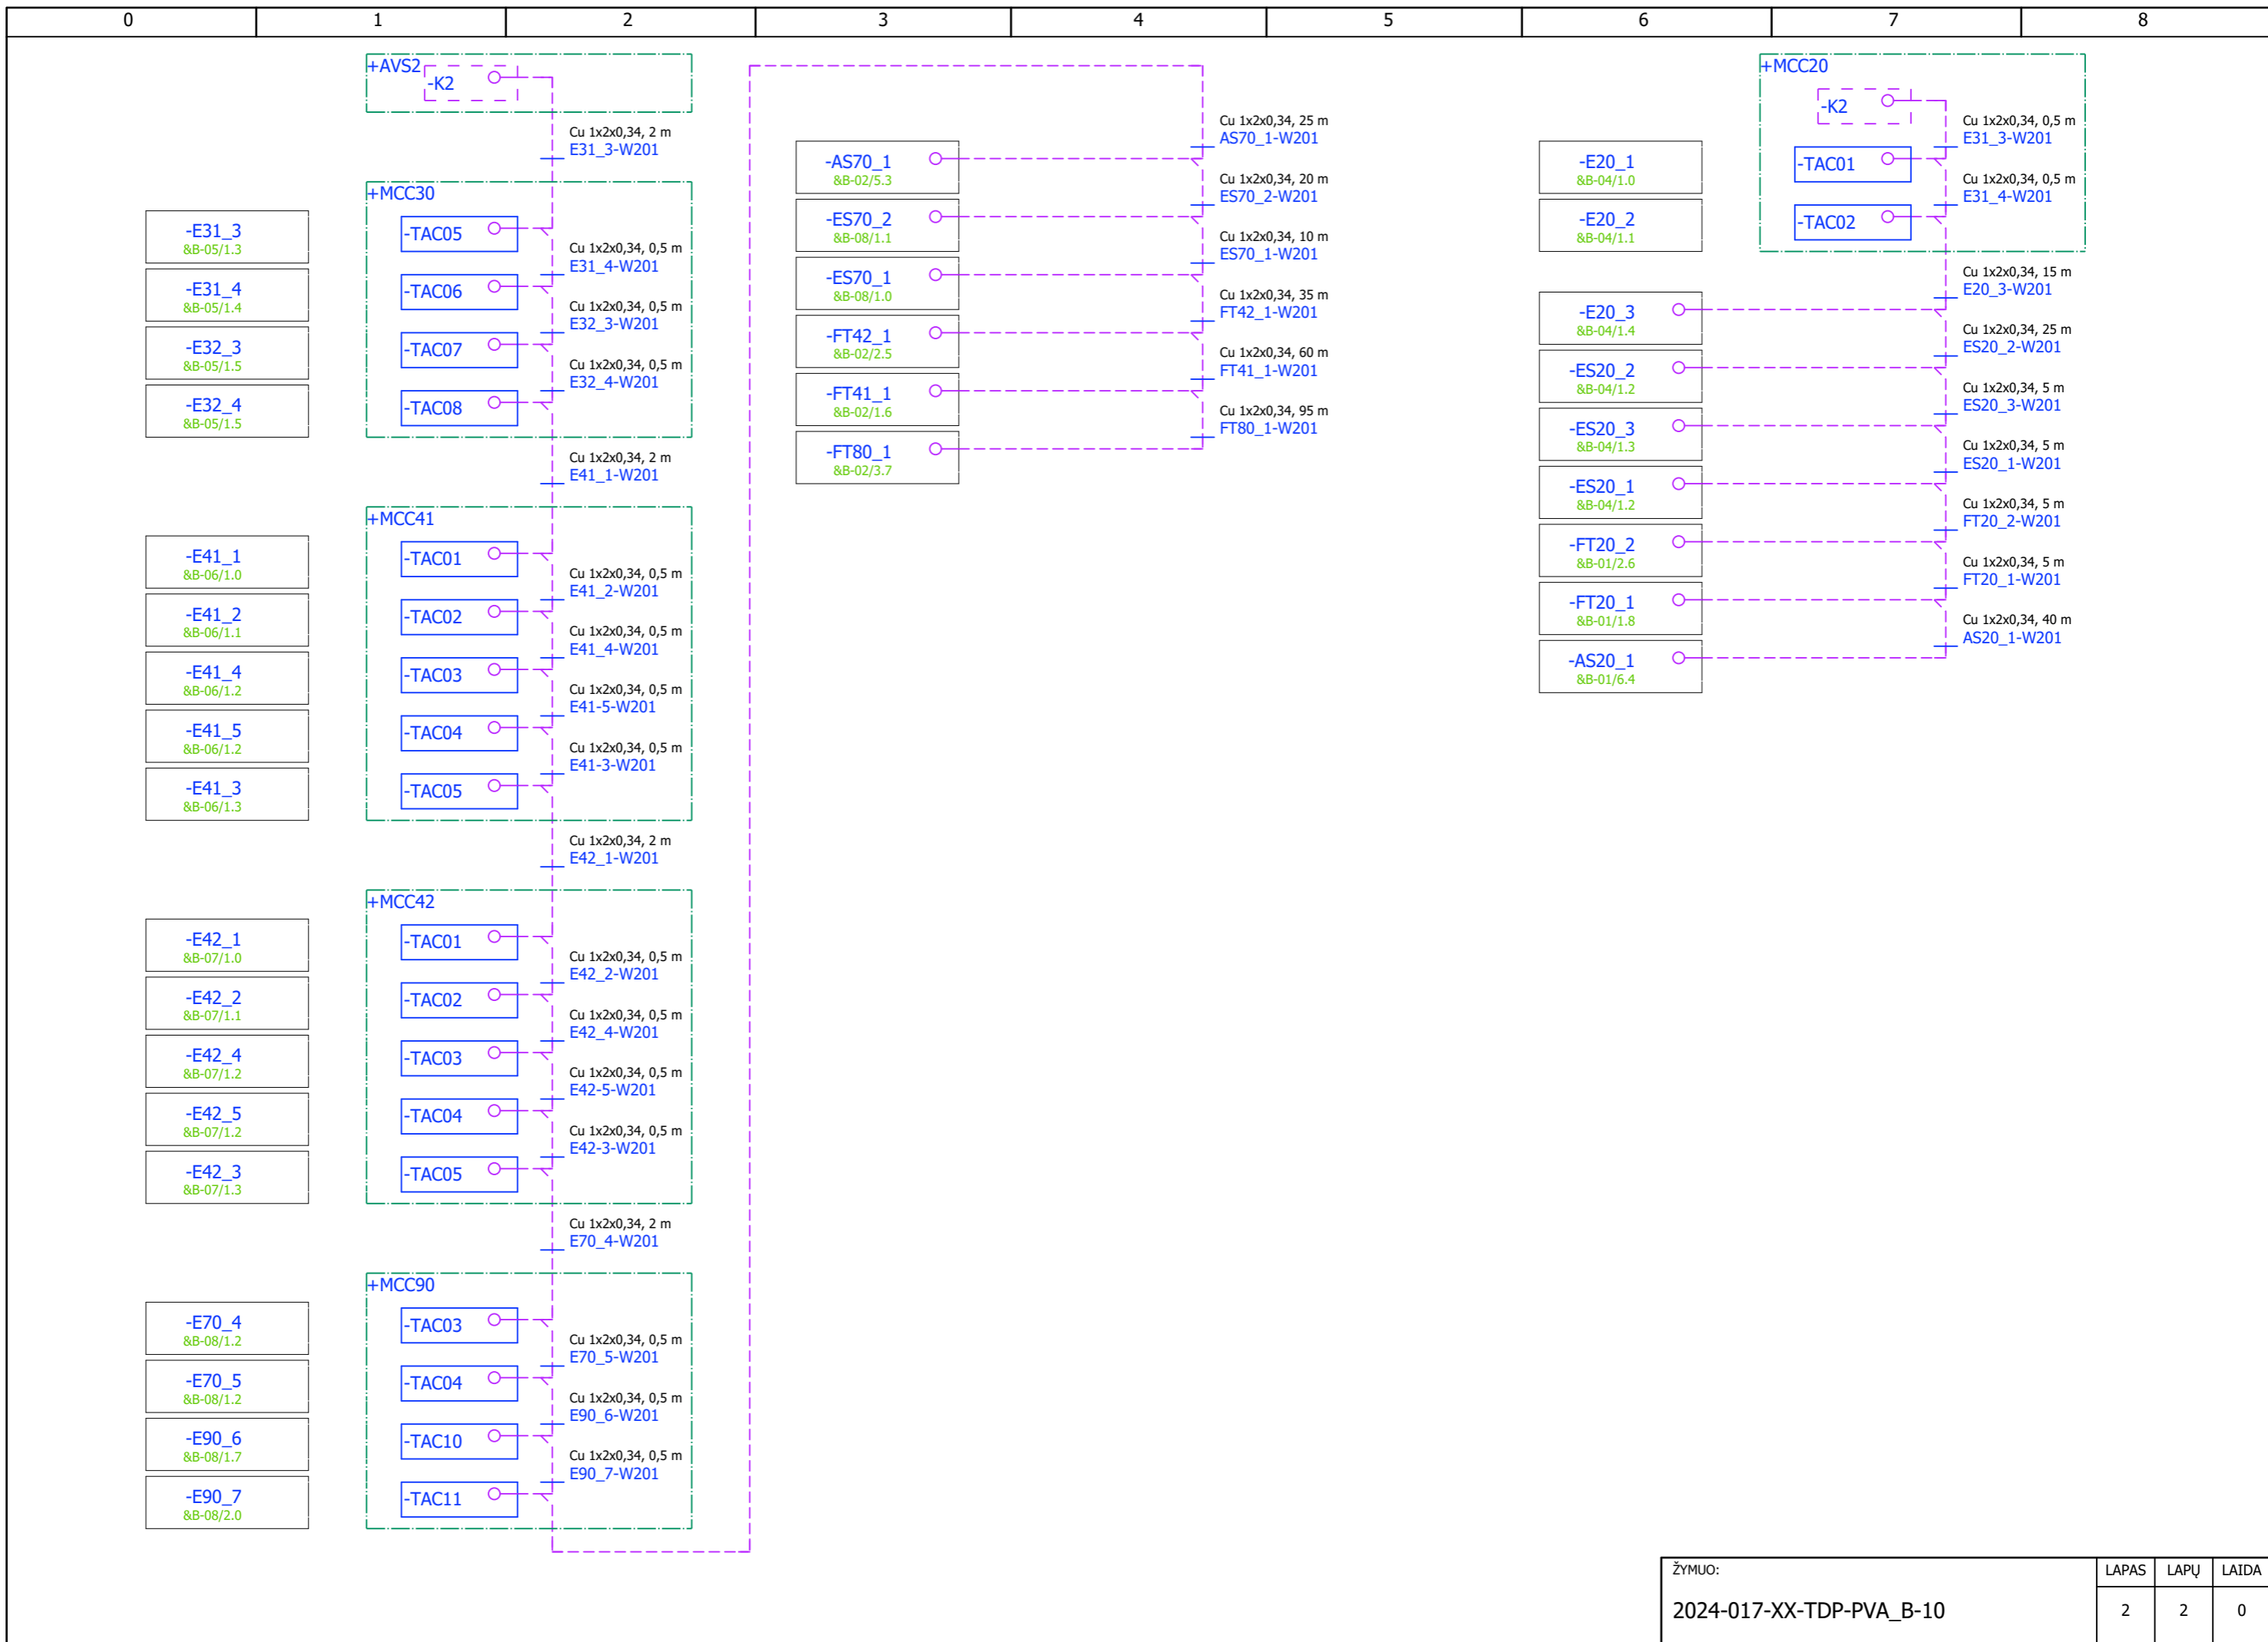 0 1 2 3 4 5 6 7 8
+AVS2
-K2
Cu 1x2x0,34, 2 m
E31_3-W201
+MCC30
-E31_3
&B-05/1.3
-TAC05
Cu 1x2x0,34, 0,5 m
E31_4-W201
-E31_4
&B-05/1.4
-TAC06
Cu 1x2x0,34, 0,5 m
E32_3-W201
-E32_3
&B-05/1.5
-TAC07
Cu 1x2x0,34, 0,5 m
E32_4-W201
-E32_4
&B-05/1.5
-TAC08
Cu 1x2x0,34, 2 m
E41_1-W201
+MCC41
-E41_1
&B-06/1.0
-TAC01
Cu 1x2x0,34, 0,5 m
E41_2-W201
-E41_2
&B-06/1.1
-TAC02
Cu 1x2x0,34, 0,5 m
E41_4-W201
-E41_4
&B-06/1.2
-TAC03
Cu 1x2x0,34, 0,5 m
E41-5-W201
-E41_5
&B-06/1.2
-TAC04
Cu 1x2x0,34, 0,5 m
E41-3-W201
-E41_3
&B-06/1.3
-TAC05
Cu 1x2x0,34, 2 m
E42_1-W201
+MCC42
-E42_1
&B-07/1.0
-TAC01
Cu 1x2x0,34, 0,5 m
E42_2-W201
-E42_2
&B-07/1.1
-TAC02
Cu 1x2x0,34, 0,5 m
E42_4-W201
-E42_4
&B-07/1.2
-TAC03
Cu 1x2x0,34, 0,5 m
E42-5-W201
-E42_5
&B-07/1.2
-TAC04
Cu 1x2x0,34, 0,5 m
E42-3-W201
-E42_3
&B-07/1.3
-TAC05
Cu 1x2x0,34, 2 m
E70_4-W201
+MCC90
-E70_4
&B-08/1.2
-TAC03
Cu 1x2x0,34, 0,5 m
E70_5-W201
-E70_5
&B-08/1.2
-TAC04
Cu 1x2x0,34, 0,5 m
E90_6-W201
-E90_6
&B-08/1.7
-TAC10
Cu 1x2x0,34, 0,5 m
E90_7-W201
-E90_7
&B-08/2.0
-TAC11
Cu 1x2x0,34, 25 m
AS70_1-W201
-AS70_1
&B-02/5.3
Cu 1x2x0,34, 20 m
ES70_2-W201
-ES70_2
&B-08/1.1
Cu 1x2x0,34, 10 m
ES70_1-W201
-ES70_1
&B-08/1.0
Cu 1x2x0,34, 35 m
FT42_1-W201
-FT42_1
&B-02/2.5
Cu 1x2x0,34, 60 m
FT41_1-W201
-FT41_1
&B-02/1.6
Cu 1x2x0,34, 95 m
FT80_1-W201
-FT80_1
&B-02/3.7
+MCC20
-K2
Cu 1x2x0,34, 0,5 m
E31_3-W201
-E20_1
&B-04/1.0
-TAC01
Cu 1x2x0,34, 0,5 m
E31_4-W201
-E20_2
&B-04/1.1
-TAC02
Cu 1x2x0,34, 15 m
E20_3-W201
-E20_3
&B-04/1.4
Cu 1x2x0,34, 25 m
ES20_2-W201
-ES20_2
&B-04/1.2
Cu 1x2x0,34, 5 m
ES20_3-W201
-ES20_3
&B-04/1.3
Cu 1x2x0,34, 5 m
ES20_1-W201
-ES20_1
&B-04/1.2
Cu 1x2x0,34, 5 m
FT20_2-W201
-FT20_2
&B-01/2.6
Cu 1x2x0,34, 5 m
FT20_1-W201
-FT20_1
&B-01/1.8
Cu 1x2x0,34, 40 m
AS20_1-W201
-AS20_1
&B-01/6.4
ŽYMUO: LAPAS LAPŲ LAIDA
2024-017-XX-TDP-PVA_B-10 2 2 0